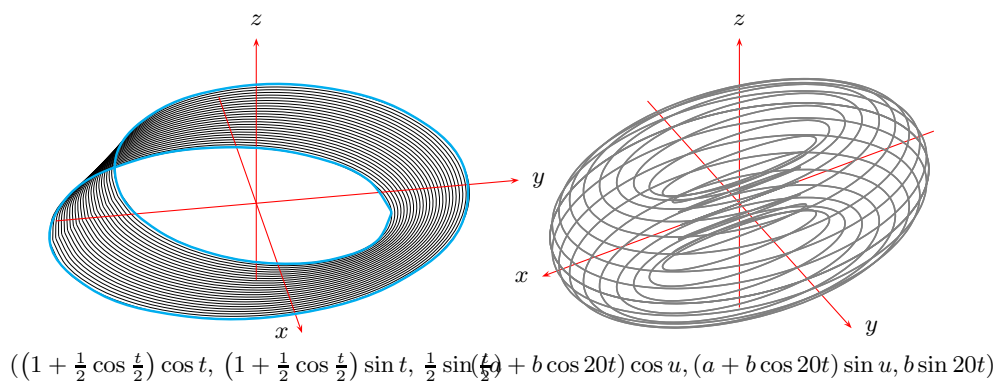 z
z
y
x
x
y
((1 + 1/2 cos t/2) cos t, (1 + 1/2 cos t/2) sin t, 1/2 sin t/2)
((a + b cos 20t) cos u, (a + b cos 20t) sin u, b sin 20t)